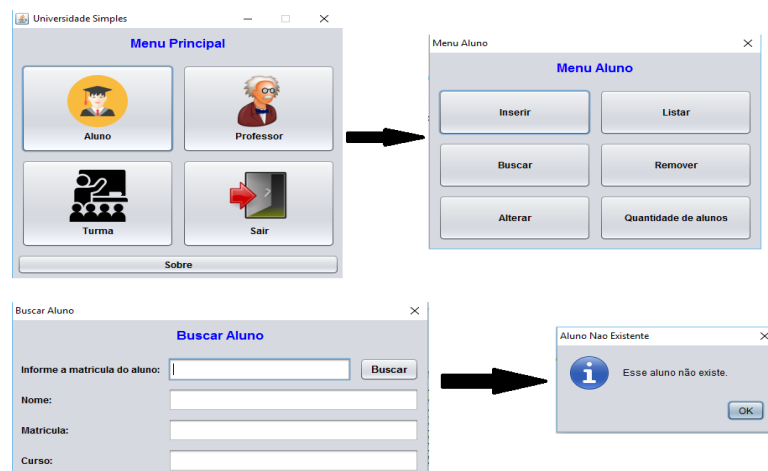 Universidade Simples
Menu Principal
Aluno
Professor
Turma
Sair
Sobre
Menu Aluno
Menu Aluno
Inserir
Listar
Buscar
Remover
Alterar
Quantidade de alunos
Buscar Aluno
Buscar Aluno
Informe a matricula do aluno:
Buscar
Nome:
Matricula:
Curso:
Aluno Nao Existente
Esse aluno não existe.
OK